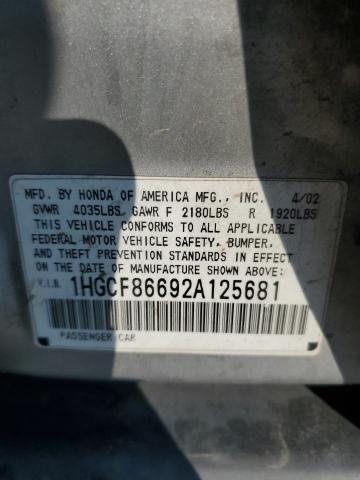 MFD. BY HONDA OF AMERICA MFG., INC. 4/02
GVWR 4035LBS GAWR F 2180LBS R 1920LBS
THIS VEHICLE CONFORMS TO ALL APPLICABLE
FEDERAL MOTOR VEHICLE SAFETY, BUMPER,
AND THEFT PREVENTION STANDARDS IN EFFECT
ON THE DATE OF MANUFACTURE SHOWN ABOVE.
V.I.N. 1HGCF86692A125681
PASSENGER CAR